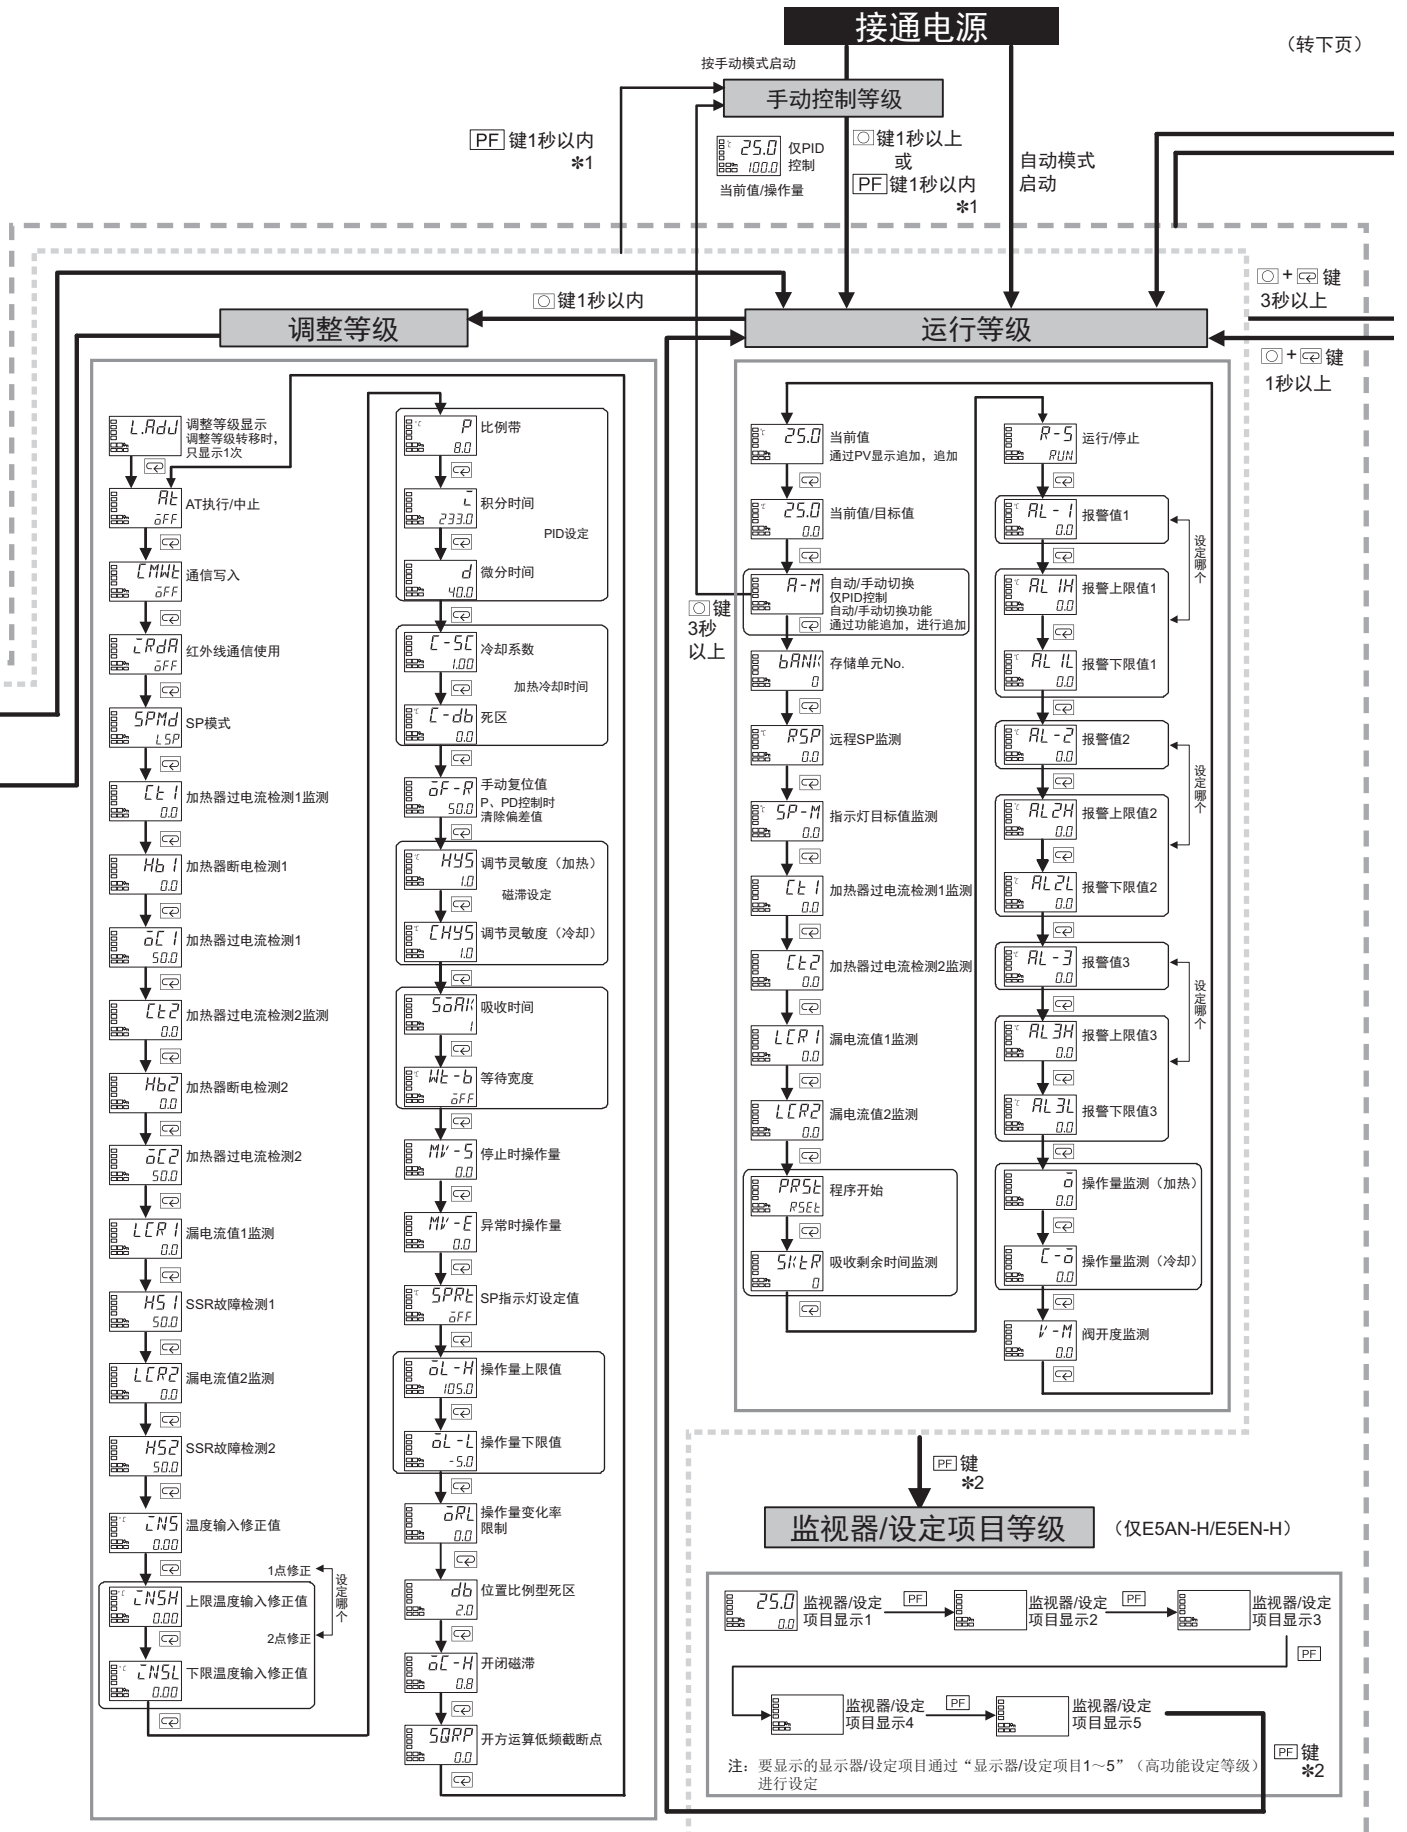 接通电源
（转下页）
按手动模式启动
手动控制等级
PF 键1秒以内
✻1
25.0
100.0
仅PID
控制
当前值/操作量
键1秒以上
或
PF 键1秒以内
✻1
自动模式
启动
+ 键
3秒以上
键1秒以内
调整等级
运行等级
+ 键
1秒以上
L.AdJ
调整等级显示
调整等级转移时，
只显示1次
At
oFF
AT执行/中止
CMWt
oFF
通信写入
iRdA
oFF
红外线通信使用
SPMd
LSP
SP模式
Ct1
0.0
加热器过电流检测1监测
Hb1
0.0
加热器断电检测1
oC1
50.0
加热器过电流检测1
Ct2
0.0
加热器过电流检测2监测
Hb2
0.0
加热器断电检测2
oC2
50.0
加热器过电流检测2
LCR1
0.0
漏电流值1监测
HS1
50.0
SSR故障检测1
LCR2
0.0
漏电流值2监测
HS2
50.0
SSR故障检测2
iNS
0.00
温度输入修正值
1点修正
设定哪个
iNSH
0.00
上限温度输入修正值
2点修正
iNSL
0.00
下限温度输入修正值
P
8.0
比例带
i
233.0
积分时间
PID设定
d
40.0
微分时间
C-SC
1.00
冷却系数
加热冷却时间
C-db
0.0
死区
oF-R
50.0
手动复位值
P、PD控制时
清除偏差值
HYS
1.0
调节灵敏度（加热）
磁滞设定
CHYS
1.0
调节灵敏度（冷却）
SoAK
1
吸收时间
Wt-b
oFF
等待宽度
MV-S
0.0
停止时操作量
MV-E
0.0
异常时操作量
SPRt
oFF
SP指示灯设定值
oL-H
105.0
操作量上限值
oL-L
-5.0
操作量下限值
oRL
0.0
操作量变化率
限制
db
2.0
位置比例型死区
oC-H
0.8
开闭磁滞
SQRP
0.0
开方运算低频截断点
25.0
当前值
通过PV显示追加，追加
25.0
0.0
当前值/目标值
键
3秒
以上
A-M
自动/手动切换
仅PID控制
自动/手动切换功能
通过功能追加，进行追加
bANK
0
存储单元No.
RSP
0.0
远程SP监测
SP-M
0.0
指示灯目标值监测
Ct1
0.0
加热器过电流检测1监测
Ct2
0.0
加热器过电流检测2监测
LCR1
0.0
漏电流值1监测
LCR2
0.0
漏电流值2监测
PRSt
RSEt
程序开始
SKtR
0
吸收剩余时间监测
R-S
RUN
运行/停止
AL-1
0.0
报警值1
设定哪个
AL1H
0.0
报警上限值1
AL1L
0.0
报警下限值1
AL-2
0.0
报警值2
设定哪个
AL2H
0.0
报警上限值2
AL2L
0.0
报警下限值2
AL-3
0.0
报警值3
设定哪个
AL3H
0.0
报警上限值3
AL3L
0.0
报警下限值3
o
0.0
操作量监测（加热）
C-o
0.0
操作量监测（冷却）
V-M
0.0
阀开度监测
PF 键
✻2
监视器/设定项目等级
（仅E5AN-H/E5EN-H）
25.0
0.0
监视器/设定
项目显示1
PF
监视器/设定
项目显示2
PF
监视器/设定
项目显示3
PF
监视器/设定
项目显示4
PF
监视器/设定
项目显示5
PF 键
✻2
注：要显示的显示器/设定项目通过“显示器/设定项目1～5”（高功能设定等级）
进行设定